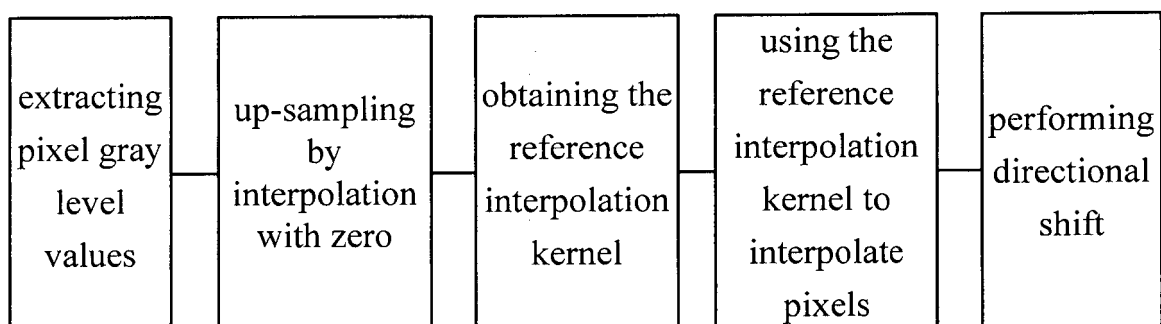 extracting
pixel gray
level
values
up-sampling
by
interpolation
with zero
obtaining the
reference
interpolation
kernel
using the
reference
interpolation
kernel to
interpolate
pixels
performing
directional
shift